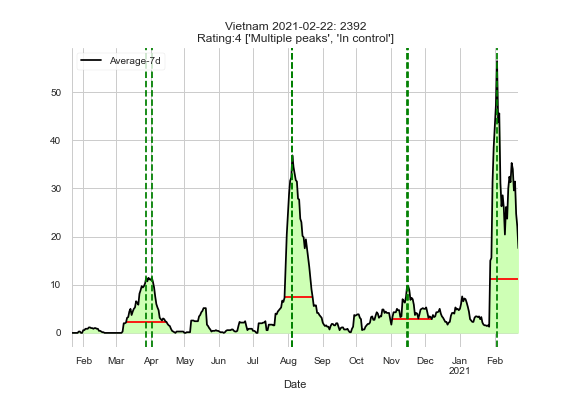 Vietnam 2021-02-22: 2392
Rating:4 ['Multiple peaks', 'In control']
Average-7d
50
40
30
20
10
0
Feb Mar Apr May Jun Jul Aug Sep Oct Nov Dec Jan Feb
2021
Date